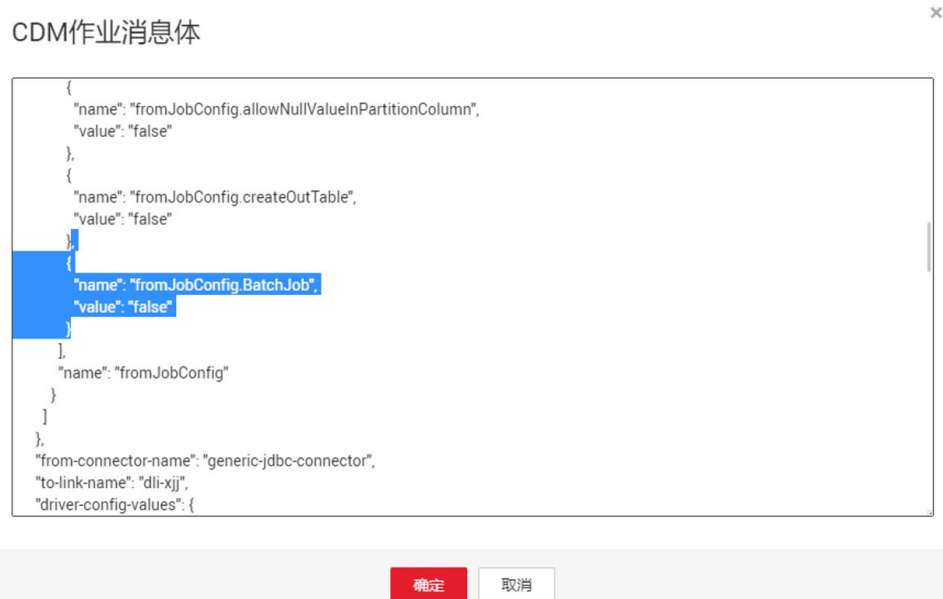 ×
CDM作业消息体
{
"name": "fromJobConfig.allowNullValueInPartitionColumn",
"value": "false"
},
{
"name": "fromJobConfig.createOutTable",
"value": "false"
},
{
"name": "fromJobConfig.BatchJob",
"value": "false"
}
],
"name": "fromJobConfig"
}
]
},
"from-connector-name": "generic-jdbc-connector",
"to-link-name": "dli-xjj",
"driver-config-values": {
确定 取消